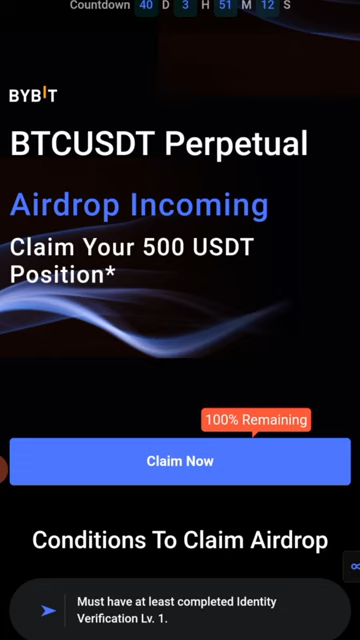 Countdown 40 D 3 H 51 M 12 S
BYBIT
BTCUSDT Perpetual
Airdrop Incoming
Claim Your 500 USDT
Position*
100% Remaining
Claim Now
Conditions To Claim Airdrop
Must have at least completed Identity
Verification Lv. 1.